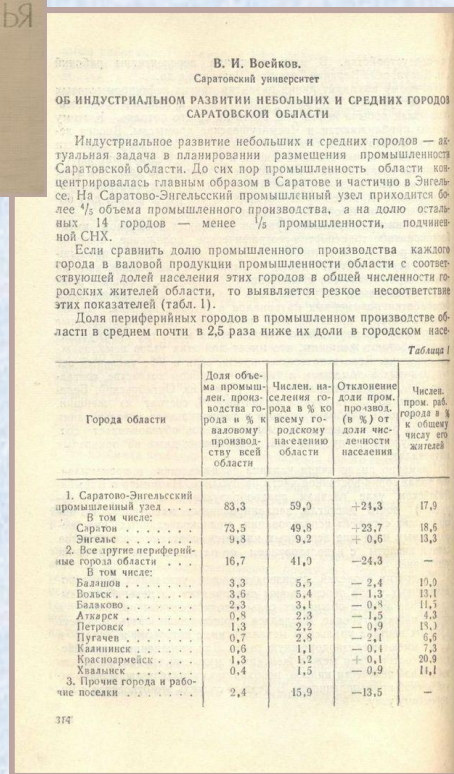 ЬЯ
В. И. Воейков.
Саратовский университет
ОБ ИНДУСТРИАЛЬНОМ РАЗВИТИИ НЕБОЛЬШИХ И СРЕДНИХ ГОРОДОВ
САРАТОВСКОЙ ОБЛАСТИ
Индустриальное развитие небольших и средних городов — ак-
туальная задача в планировании размещения промышленности
Саратовской области. До сих пор промышленность области кон-
центрировалась главным образом в Саратове и частично в Энгель-
се. На Саратово-Энгельсский промышленный узел приходится бо-
лее 4/5 объема промышленного производства, а на долю осталь-
ных 14 городов — менее 1/5 промышленности, подчинен-
ной СНХ.
Если сравнить долю промышленного производства каждого
города в валовой продукции промышленности области с соответ-
ствующей долей населения этих городов в общей численности го-
родских жителей области, то выявляется резкое несоответствие
этих показателей (табл. 1).
Доля периферийных городов в промышленном производстве об-
ласти в среднем почти в 2,5 раза ниже их доли в городском насе-
Таблица 1
Города области
Доля объе-
ма промыш-
лен. произ-
водства го-
рода и % к
валовому
производ-
ству всей
области
Числен. на-
селения го-
рода в % ко
всему го-
родскому
населению
области
Отклонение
доли пром.
производ.
(в %) от
доли чис-
ленности
населения
Числен.
пром. раб.
города в %
к общему
числу его
жителей
1. Саратово-Энгельсский
промышленный узел . . . 83,3 59,0 +24,3 17,9
В том числе:
Саратов . . . . . . . 73,5 49,8 +23,7 18,6
Энгельс . . . . . . . 9,8 9,2 + 0,6 13,3
2. Все другие периферий-
ные города области . . . 16,7 41,0 —24,3 —
В том числе:
Балашов . . . . . . . 3,3 5,5 — 2,4
Вольск . . . . . . . 3,6 5,4 — 1,3 13,1
Балаково . . . . . . . 2,3 3,1 — 0,8 11,5
Аткарск . . . . . . . 0,8 2,3 — 1,5 4,3
Петровск . . . . . . . 1,3 2,2 — 0,9
Пугачев . . . . . . . 0,7 2,8 — 2,1 6,6
Калининск . . . . . . . 0,6 1,1 7,3
Красноармейск . . . . 1,3 1,2 + 0,1 20,9
Хвалынск . . . . . . . 0,4 1,5 — 0,9
3. Прочие города и рабо-
чие поселки . . . . . . . 2,4 15,9 —13,5 —
314